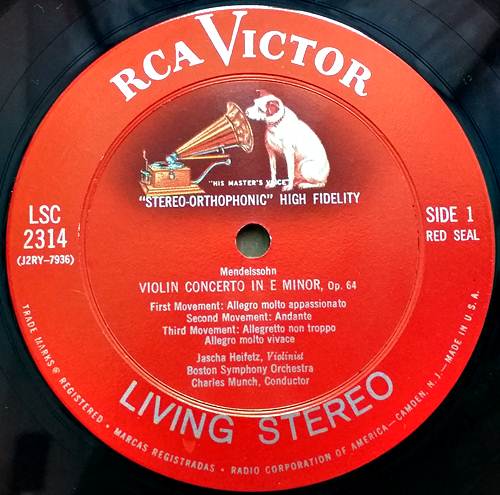 RCA VICTOR
"HIS MASTER'S VOICE"
"STEREO-ORTHOPHONIC" HIGH FIDELITY
LSC
2314
(J2RY-7936)
SIDE 1
RED SEAL
Mendelssohn
VIOLIN CONCERTO IN E MINOR, Op. 64
First Movement: Allegro molto appassionato
Second Movement: Andante
Third Movement: Allegretto non troppo
Allegro molto vivace
Jascha Heifetz, Violinist
Boston Symphony Orchestra
Charles Munch, Conductor
LIVING STEREO
TRADE MARKS ® REGISTERED • MARCAS REGISTRADAS • RADIO CORPORATION OF AMERICA—CAMDEN, N. J.—MADE IN U.S.A.